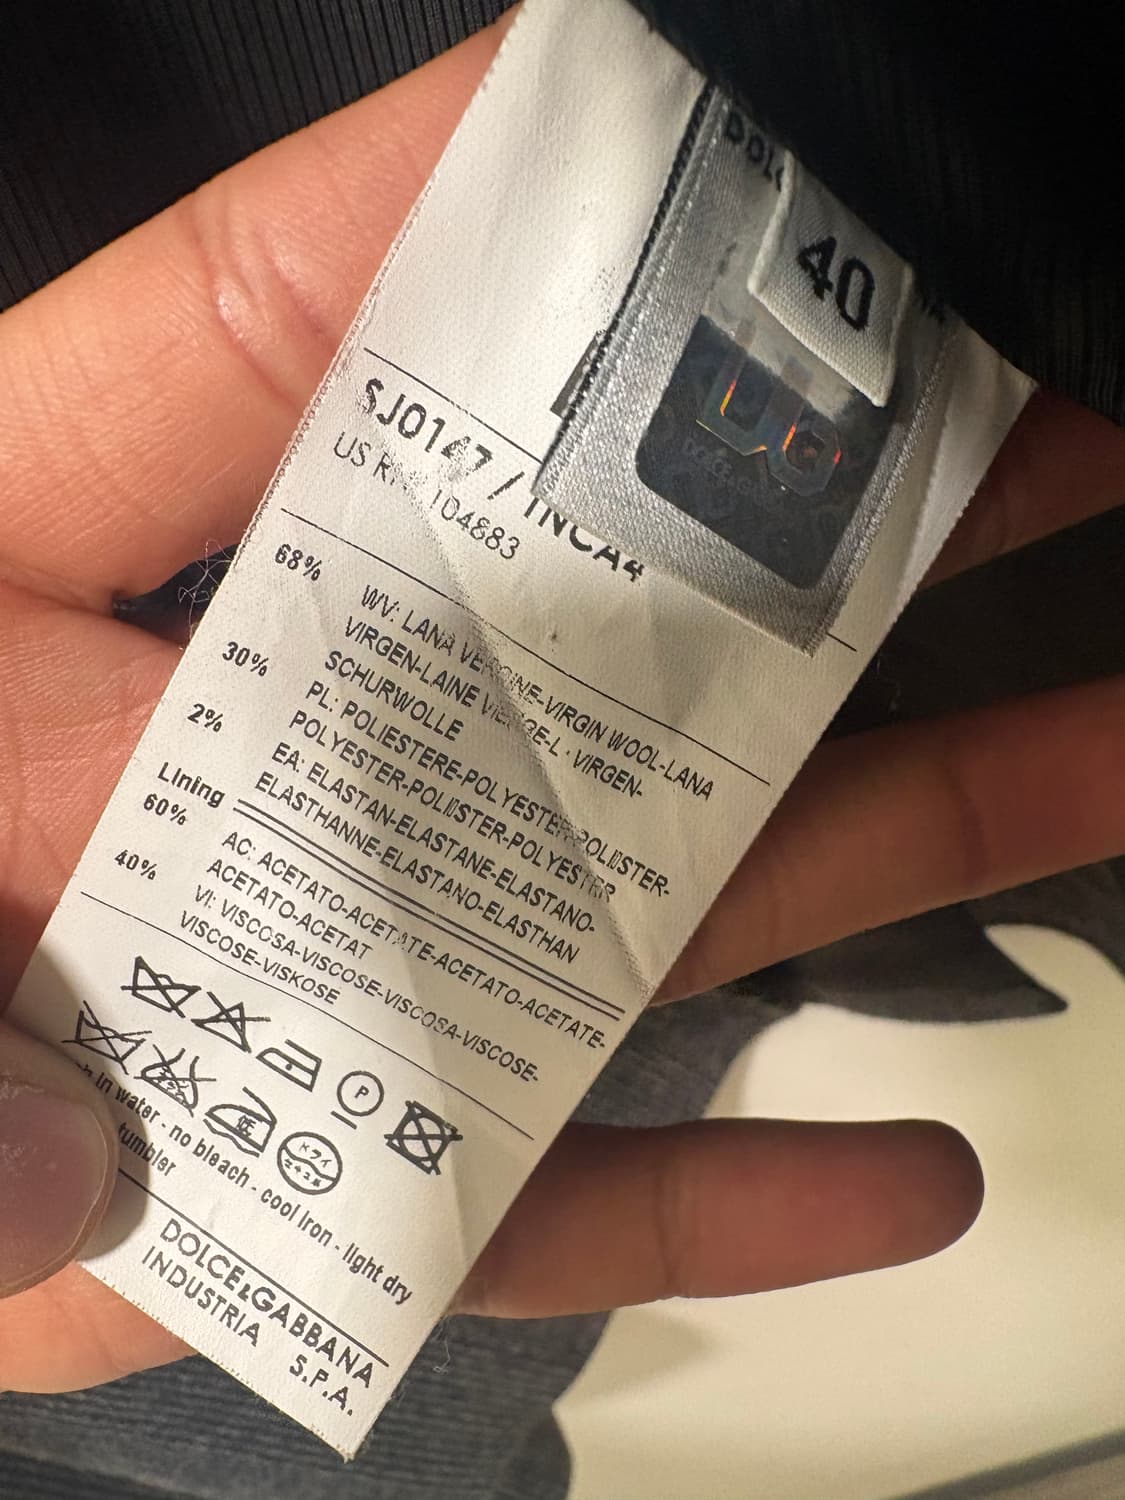 40
SJ0147 / INCA4
US RN 104883
68% WV: LANA VERGINE-VIRGIN WOOL-LANA
VIRGEN-LAINE VIERGE-L VIRGEN-
SCHURWOLLE
30% PL: POLIESTERE-POLYESTER-POLIESTER-
POLYESTER-POLIESTER-POLYESTER
2% EA: ELASTAN-ELASTANE-ELASTANO-
ELASTHANNE-ELASTANO-ELASTHAN
Lining
60% AC: ACETATO-ACETATE-ACETATO-ACETATE-
ACETATO-ACETAT
40% VI: VISCOSA-VISCOSE-VISCOSA-VISCOSE-
VISCOSE-VISKOSE
P
ドライ
in water - no bleach - cool iron - light dry
tumbler
DOLCE&GABBANA
INDUSTRIA S.P.A.